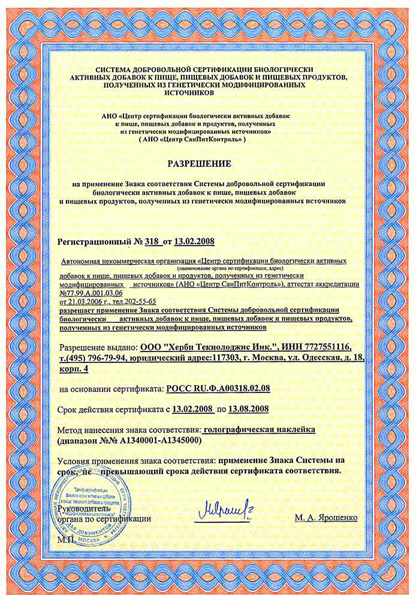 СИСТЕМА ДОБРОВОЛЬНОЙ СЕРТИФИКАЦИИ БИОЛОГИЧЕСКИ
АКТИВНЫХ ДОБАВОК К ПИЩЕ, ПИЩЕВЫХ ДОБАВОК И ПИЩЕВЫХ ПРОДУКТОВ,
ПОЛУЧЕННЫХ ИЗ ГЕНЕТИЧЕСКИ МОДИФИЦИРОВАННЫХ
ИСТОЧНИКОВ
АНО «Центр сертификации биологически активных добавок
к пище, пищевых добавок и продуктов, полученных
из генетически модифицированных источников»
( АНО «Центр СанПитКонтроль» )
РАЗРЕШЕНИЕ
на применение Знака соответствия Системы добровольной сертификации
биологически активных добавок к пище, пищевых добавок
и пищевых продуктов, полученных из генетически модифицированных источников
Регистрационный № 318 от 13.02.2008
Автономная некоммерческая организация «Центр сертификации биологически активных
(наименование органа по сертификации, адрес)
добавок к пище, пищевых добавок и продуктов, полученных из генетически
модифицированных источников» (АНО «Центр СанПитКонтроль»), аттестат аккредитации
№77.99.А.001.03.06
от 21.03.2006 г., тел.202-55-65
разрешает применение Знака соответствия Системы добровольной сертификации
биологически активных добавок к пище, пищевых добавок и пищевых продуктов,
полученных из генетически модифицированных источников
Разрешение выдано: ООО "Херби Текнолоджис Инк.", ИНН 7727551116,
т.(495) 796-79-94, юридический адрес:117303, г. Москва, ул. Одесская, д. 18,
корп. 4
на основании сертификата: РОСС RU.Ф.А00318.02.08
Срок действия сертификата с 13.02.2008 по 13.08.2008
Метод нанесения знака соответствия: голографическая наклейка
(диапазон №№ А1340001-А1345000)
Условия применения знака соответствия: применение Знака Системы на
срок, не превышающий срока действия сертификата соответствия.
Руководитель
органа по сертификации
М. А. Ярошенко
М.П.
МОСКВА